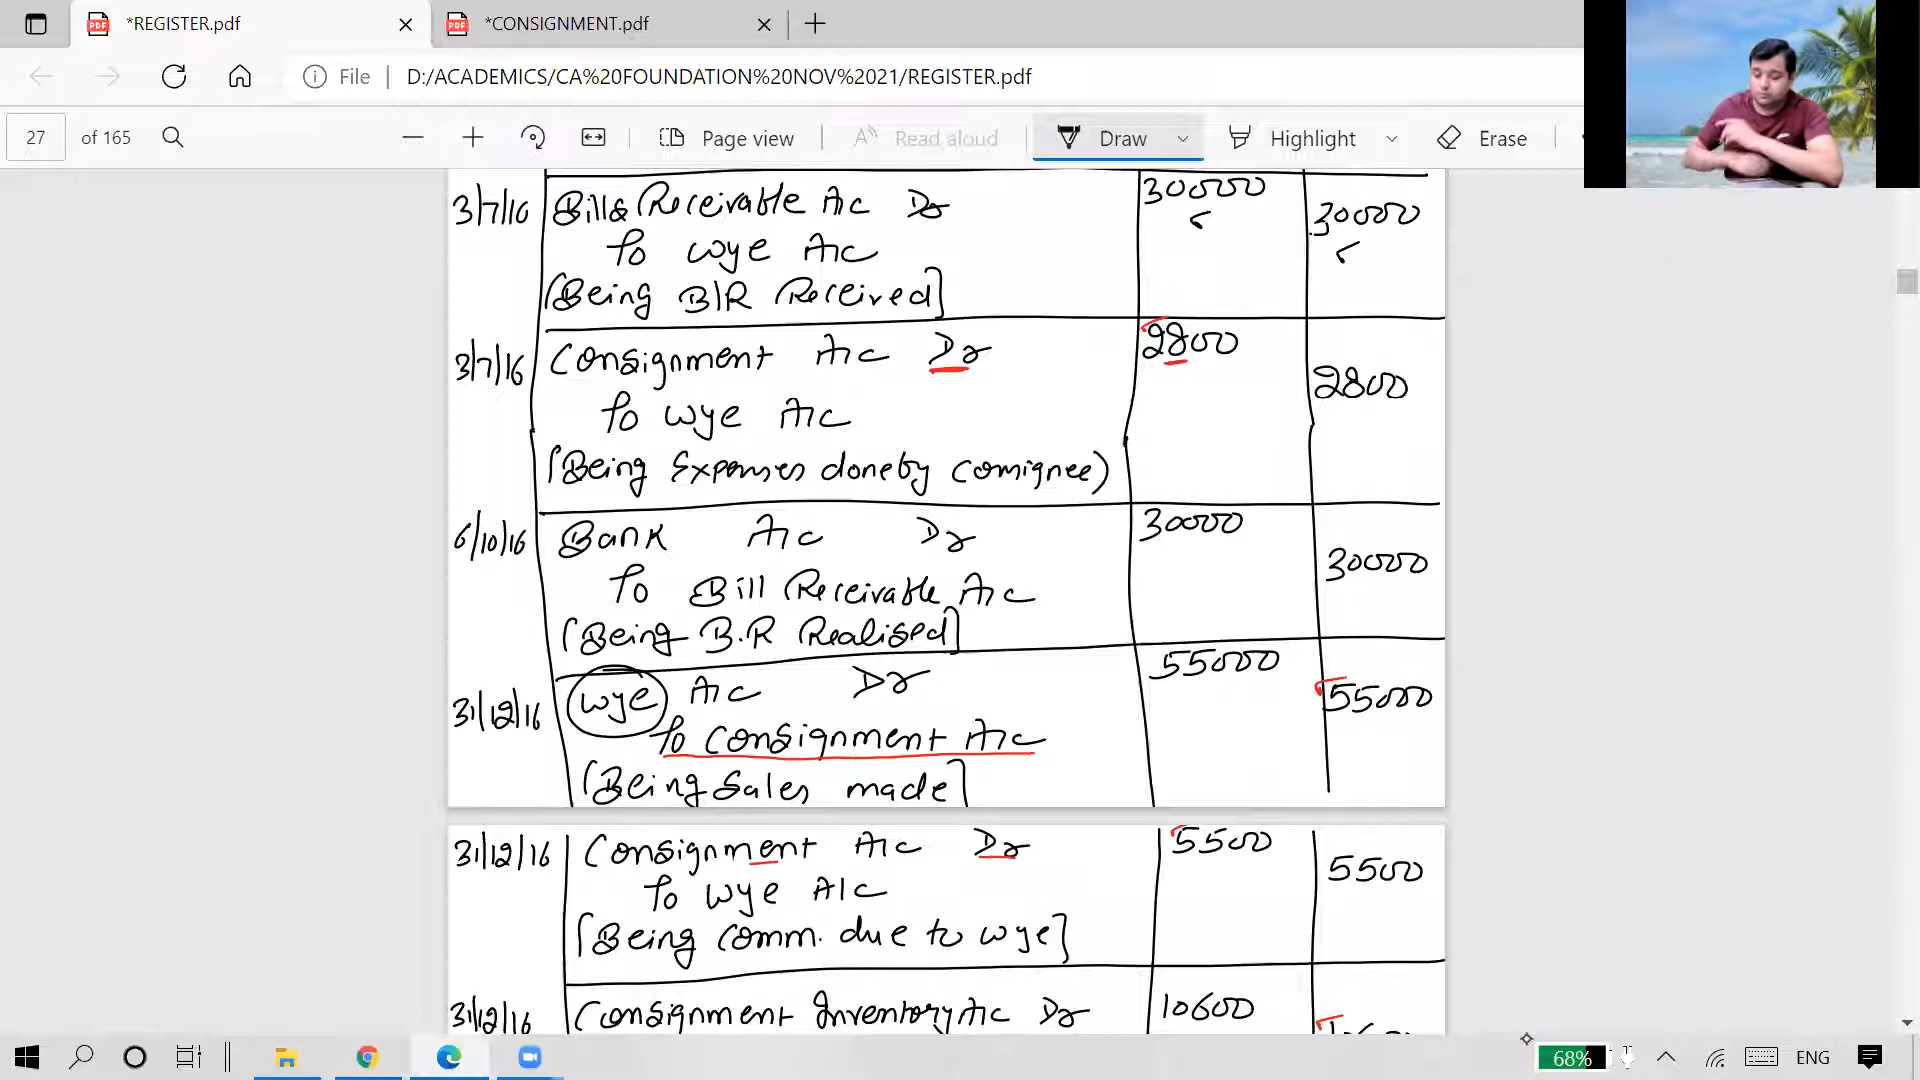 *REGISTER.pdf
*CONSIGNMENT.pdf
File D:/ACADEMICS/CA%20FOUNDATION%20NOV%2021/REGISTER.pdf
27 of 165 Page view Read aloud Draw Highlight Erase
3/7/16 Bills Receivable A/c Dr 30000
To Wye A/c 30000
[Being B/R Received]
3/7/16 Consignment A/c Dr 2800
To Wye A/c 2800
(Being Expenses done by Comignee)
6/10/16 Bank A/c Dr 30000
To Bill Receivable A/c 30000
[Being B.R Realised]
31/12/16 Wye A/c Dr 55000
To Consignment A/c 55000
[Being Sales made]
31/12/16 Consignment A/c Dr 5500
To Wye A/c 5500
[Being Comm. due to Wye]
31/12/16 Consignment Inventory A/c Dr 10600
68% ENG